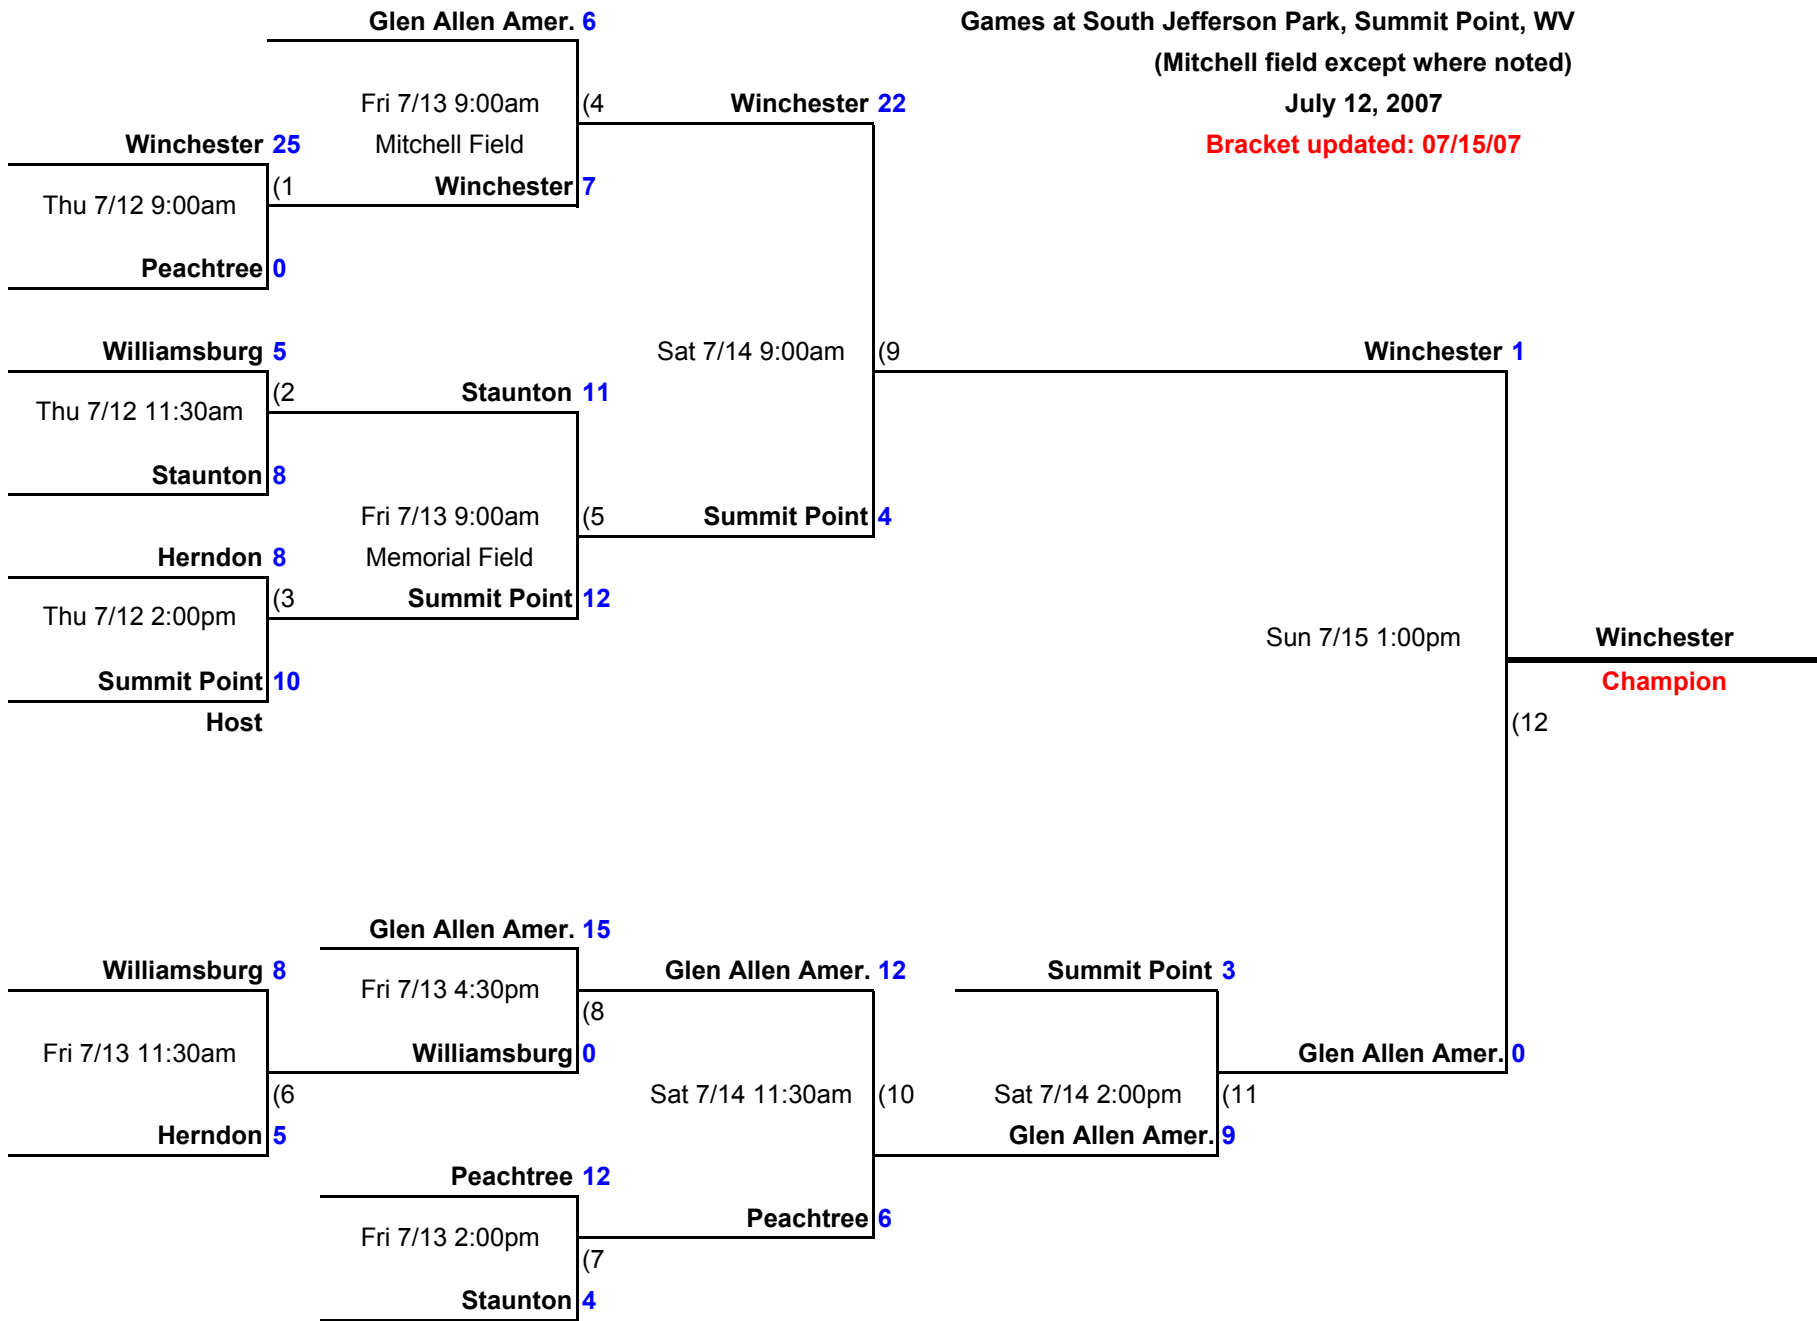 Glen Allen Amer. 6
Games at South Jefferson Park, Summit Point, WV
(Mitchell field except where noted)
Fri 7/13 9:00am (4 Winchester 22
July 12, 2007
Winchester 25 Mitchell Field
Bracket updated: 07/15/07
(1 Winchester 7
Thu 7/12 9:00am
Peachtree 0
Williamsburg 5
Sat 7/14 9:00am (9
Winchester 1
(2 Staunton 11
Thu 7/12 11:30am
Staunton 8
Fri 7/13 9:00am (5 Summit Point 4
Herndon 8 Memorial Field
(3 Summit Point 12
Thu 7/12 2:00pm
Sun 7/15 1:00pm
Winchester
Summit Point 10
Champion
Host
(12
Glen Allen Amer. 15
Williamsburg 8
Glen Allen Amer. 12
Summit Point 3
Fri 7/13 4:30pm
(8
Fri 7/13 11:30am
Williamsburg 0
Glen Allen Amer. 0
(6
Sat 7/14 11:30am (10
Sat 7/14 2:00pm (11
Herndon 5
Glen Allen Amer. 9
Peachtree 12
Peachtree 6
Fri 7/13 2:00pm
(7
Staunton 4